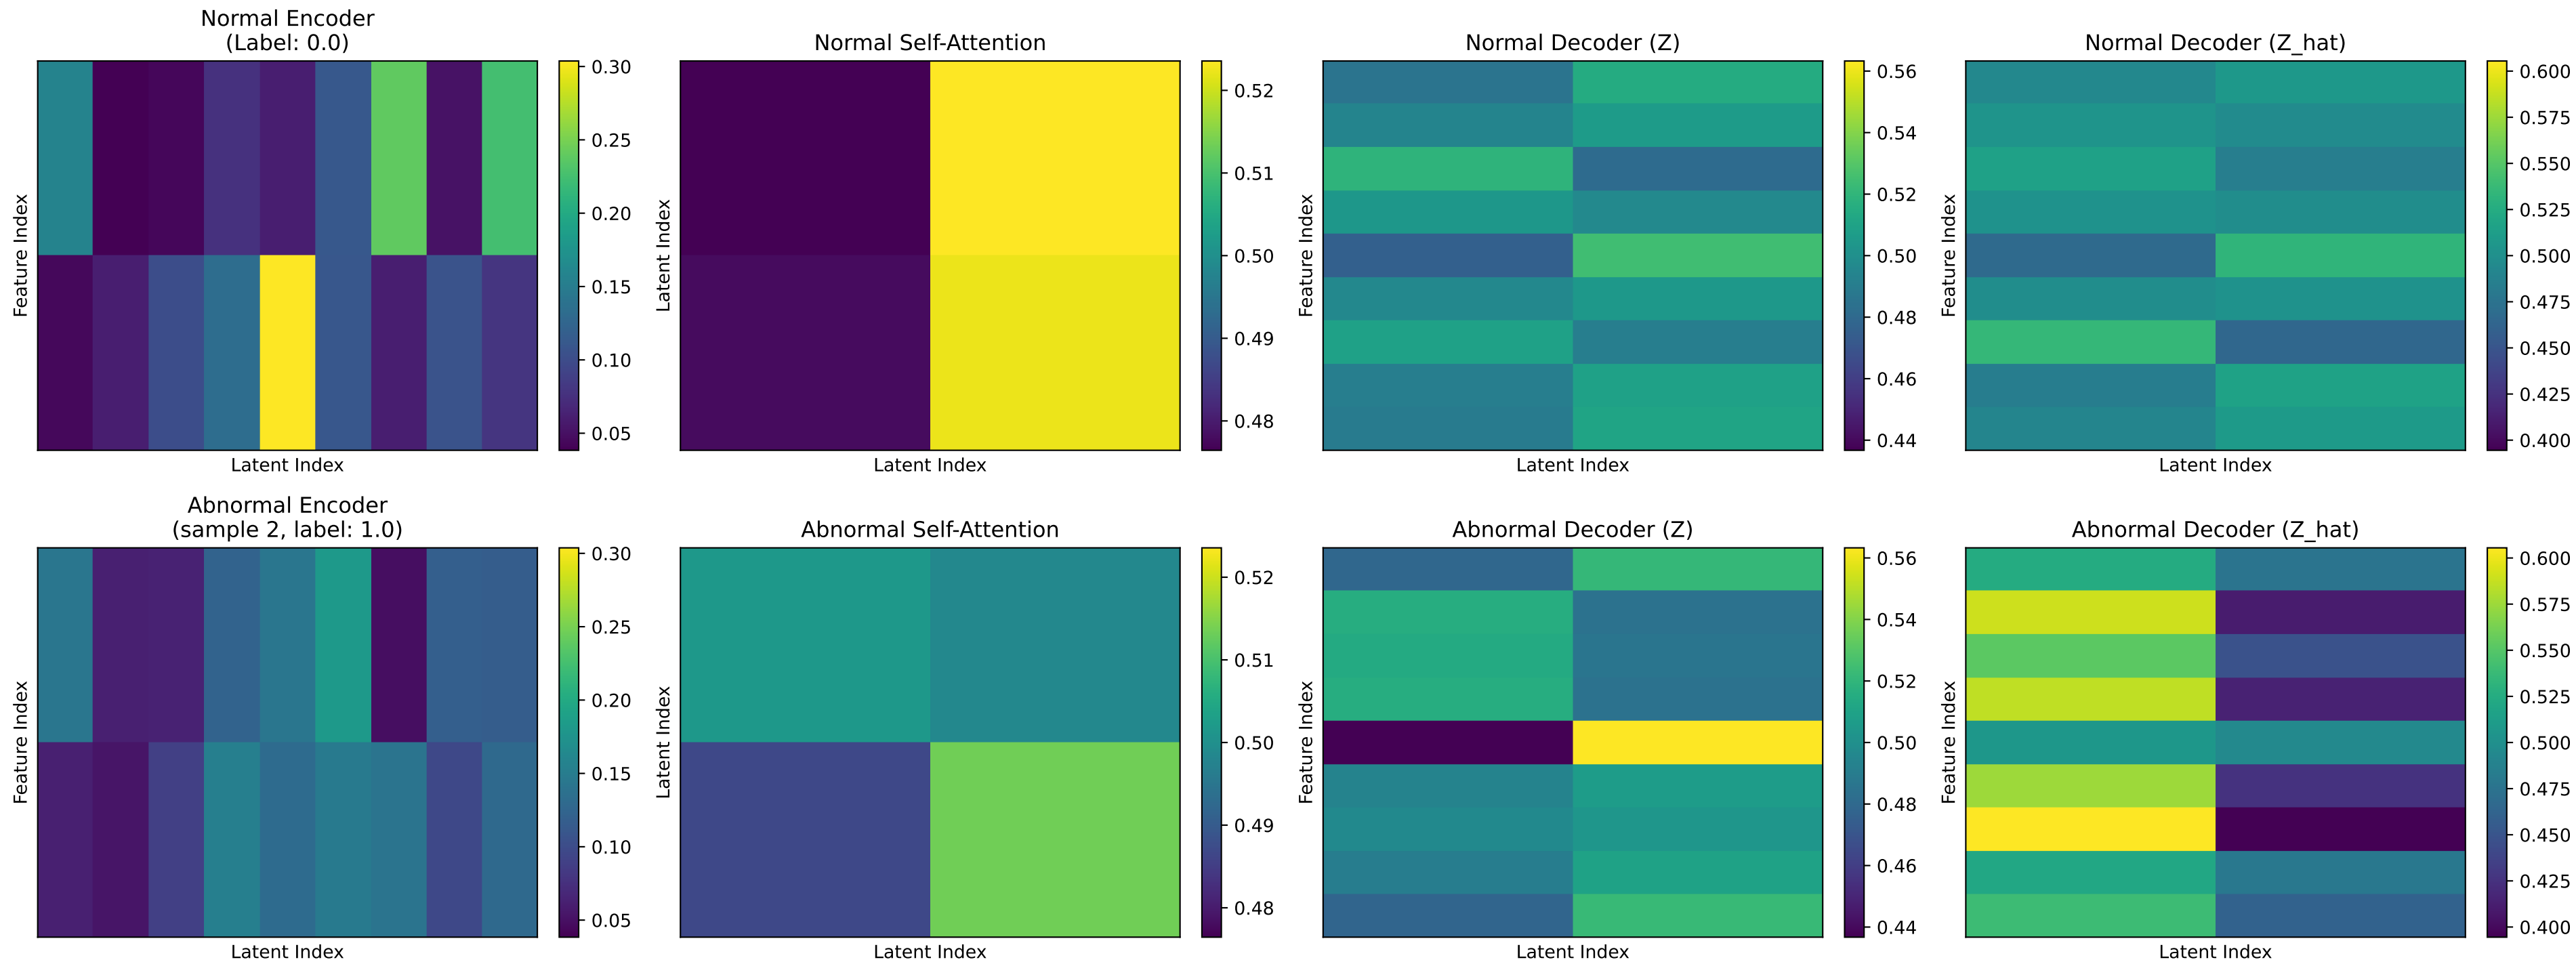 Normal Encoder
(Label: 0.0)
Feature Index
Latent Index
0.30
0.25
0.20
0.15
0.10
0.05
Normal Self-Attention
Latent Index
Latent Index
0.52
0.51
0.50
0.49
0.48
Normal Decoder (Z)
Feature Index
Latent Index
0.56
0.54
0.52
0.50
0.48
0.46
0.44
Normal Decoder (Z_hat)
Feature Index
Latent Index
0.600
0.575
0.550
0.525
0.500
0.475
0.450
0.425
0.400
Abnormal Encoder
(sample 2, label: 1.0)
Feature Index
Latent Index
0.30
0.25
0.20
0.15
0.10
0.05
Abnormal Self-Attention
Latent Index
Latent Index
0.52
0.51
0.50
0.49
0.48
Abnormal Decoder (Z)
Feature Index
Latent Index
0.56
0.54
0.52
0.50
0.48
0.46
0.44
Abnormal Decoder (Z_hat)
Feature Index
Latent Index
0.600
0.575
0.550
0.525
0.500
0.475
0.450
0.425
0.400